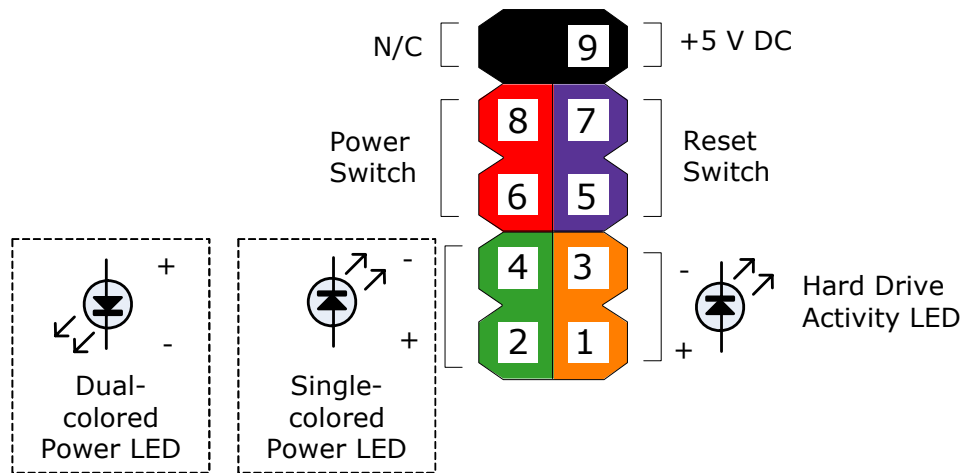 N/C
9
+5 V DC
Power
Switch
8
7
6
5
Reset
Switch
+
-
Dual-
colored
Power LED
-
+
Single-
colored
Power LED
4
3
2
1
-
+
Hard Drive
Activity LED